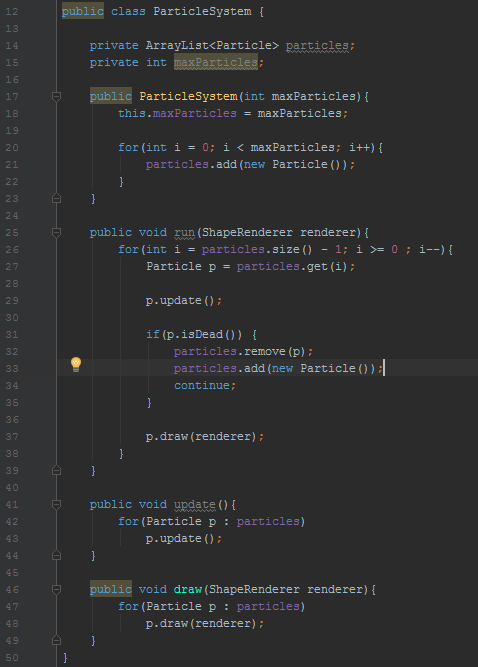 12 public class ParticleSystem {
13
14     private ArrayList<Particle> particles;
15     private int maxParticles;
16
17     public ParticleSystem(int maxParticles){
18         this.maxParticles = maxParticles;
19
20         for(int i = 0; i < maxParticles; i++){
21             particles.add(new Particle());
22         }
23     }
24
25     public void run(ShapeRenderer renderer){
26         for(int i = particles.size() - 1; i >= 0 ; i--){
27             Particle p = particles.get(i);
28
29             p.update();
30
31             if(p.isDead()) {
32                 particles.remove(p);
33                 particles.add(new Particle());
34                 continue;
35             }
36
37             p.draw(renderer);
38         }
39     }
40
41     public void update(){
42         for(Particle p : particles)
43             p.update();
44     }
45
46     public void draw(ShapeRenderer renderer){
47         for(Particle p : particles)
48             p.draw(renderer);
49     }
50 }